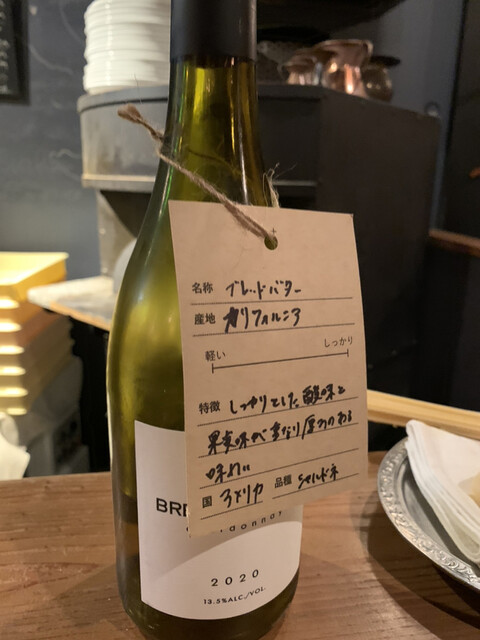 名称 ブレッドバター
産地 カリフォルニア
軽い しっかり
特徴 しっかりとした酸味と
果実味が重なり厚みのある
味わい
国 アメリカ 品種 シャルドネ
BRE
onnay
2020
13.5%ALC./VOL.